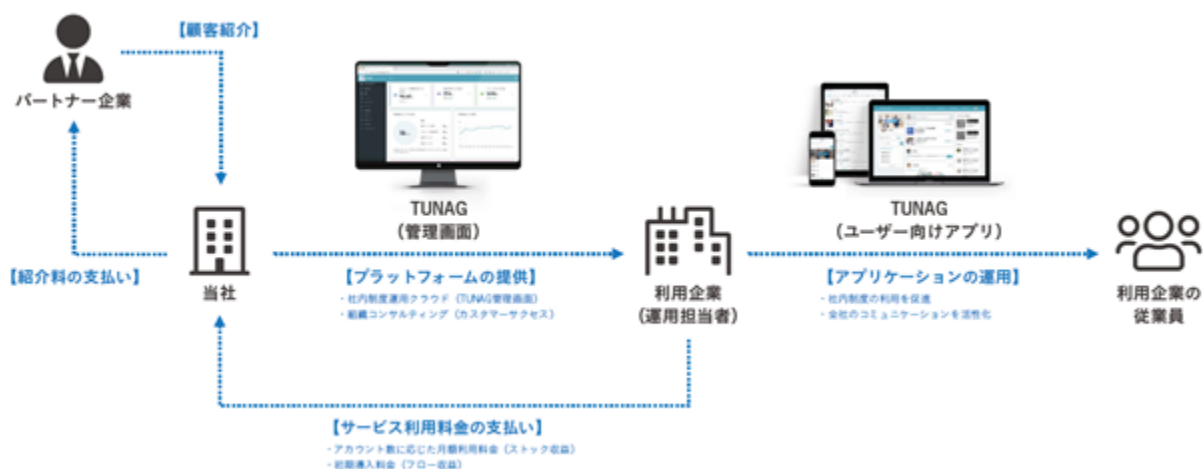 【顧客紹介】
パートナー企業
TUNAG
（管理画面）
TUNAG
（ユーザー向けアプリ）
【紹介料の支払い】
当社
【プラットフォームの提供】
・社内制度運用クラウド（TUNAG管理画面）
・組織コンサルティング（カスタマーサクセス）
利用企業
（運用担当者）
【アプリケーションの運用】
・社内制度の利用を促進
・全社のコミュニケーションを活性化
利用企業の
従業員
【サービス利用料金の支払い】
・アカウント数に応じた月額利用料金（ストック収益）
・初期導入料金（フロー収益）